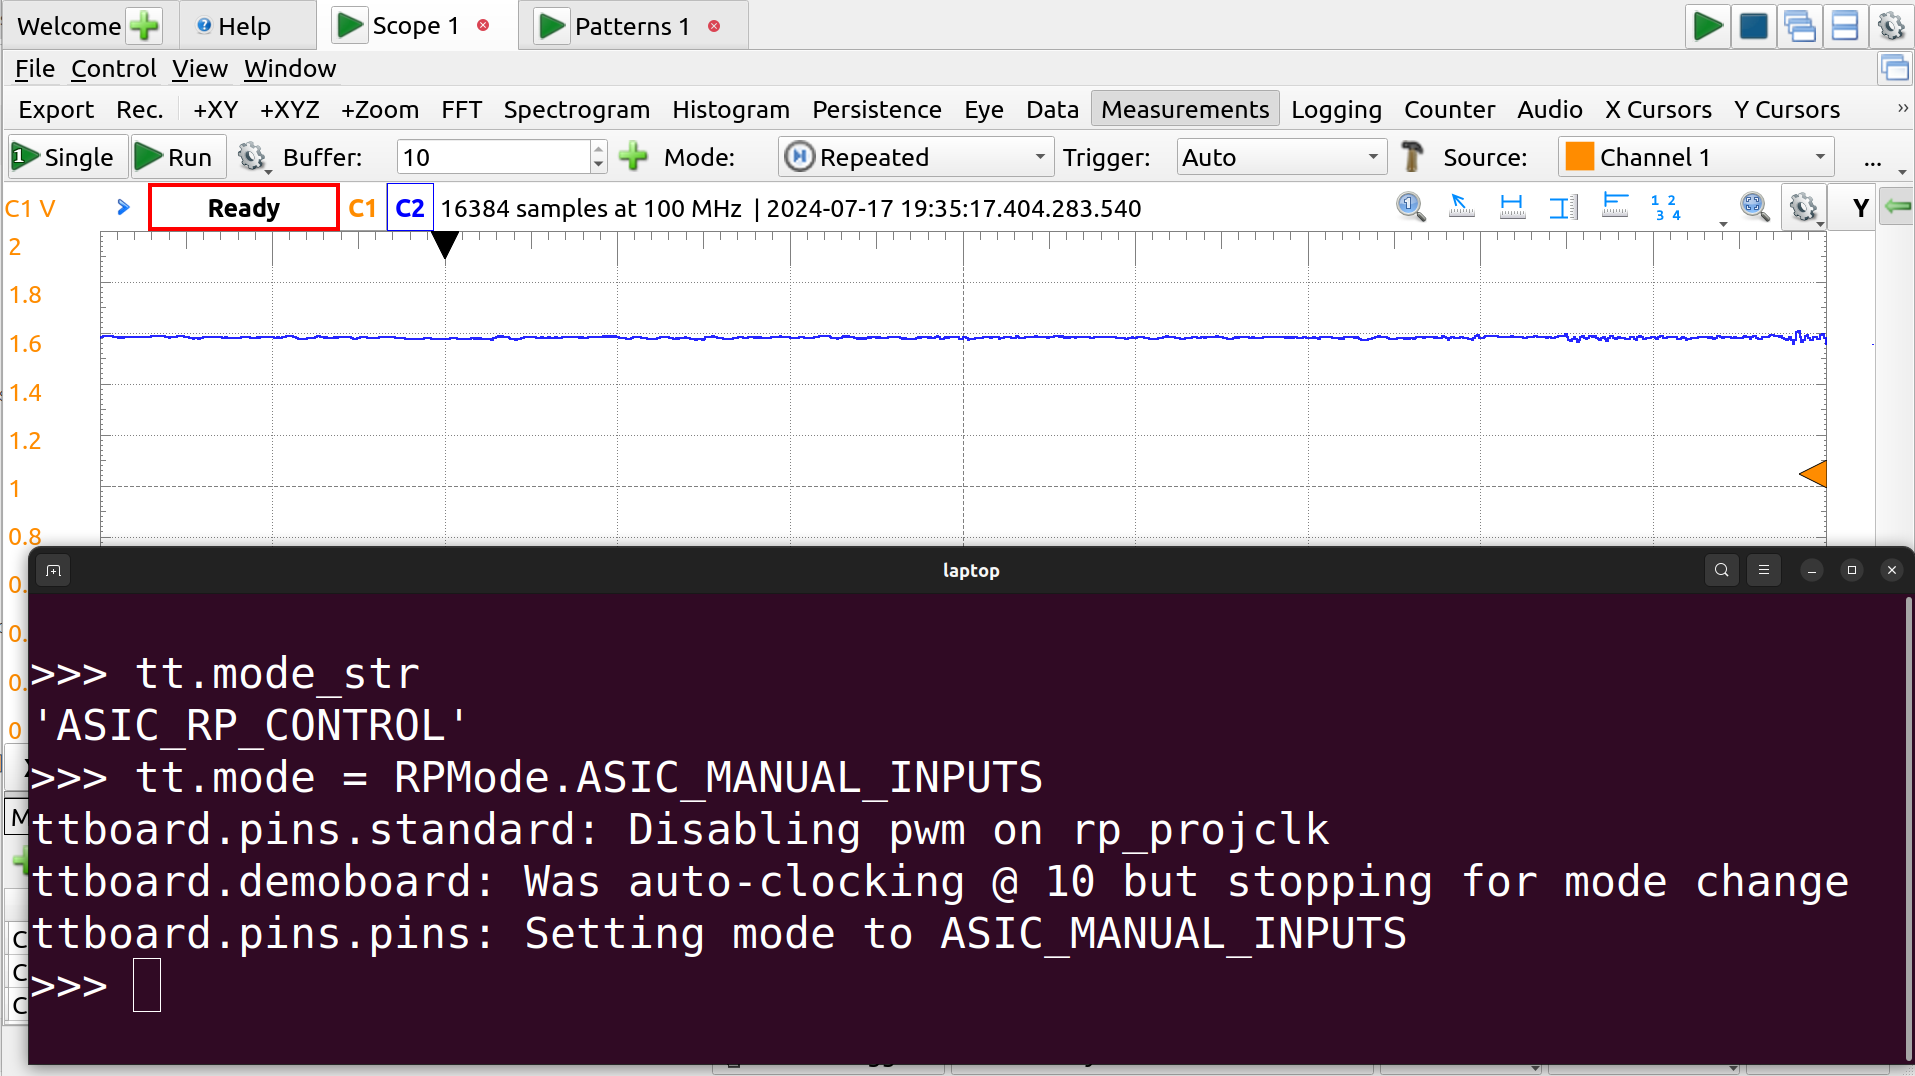 Welcome Help Scope 1 Patterns 1
File Control View Window
Export Rec. +XY +XYZ +Zoom FFT Spectrogram Histogram Persistence Eye Data Measurements Logging Counter Audio X Cursors Y Cursors »
1 Single Run Buffer: 10 Mode: Repeated Trigger: Auto Source: Channel 1 ...
C1 V Ready C1 C2 16384 samples at 100 MHz | 2024-07-17 19:35:17.404.283.540 Y
2
1.8
1.6
1.4
1.2
1
0.8
0.
0.
0.
0
laptop
>>> tt.mode_str
'ASIC_RP_CONTROL'
>>> tt.mode = RPMode.ASIC_MANUAL_INPUTS
ttboard.pins.standard: Disabling pwm on rp_projclk
ttboard.demoboard: Was auto-clocking @ 10 but stopping for mode change
ttboard.pins.pins: Setting mode to ASIC_MANUAL_INPUTS
>>>
M
C
C
C